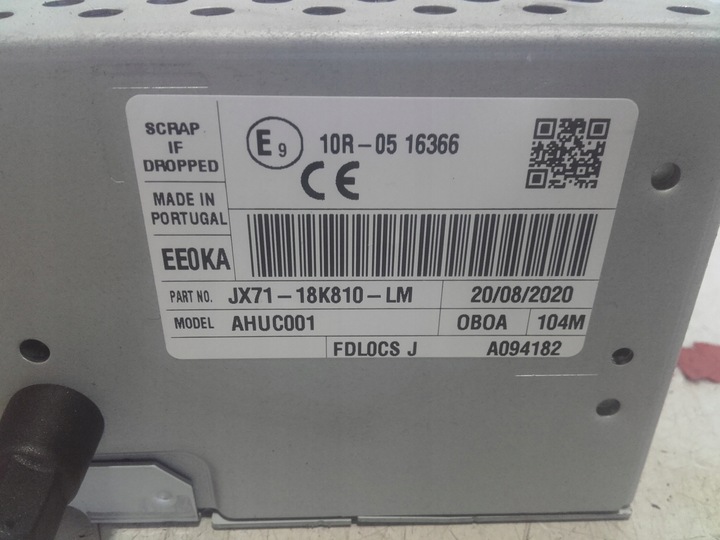 SCRAP
IF
DROPPED
E9 10R-05 16366
CE
MADE IN
PORTUGAL
EE0KA
PART NO. JX71-18K810-LM 20/08/2020
MODEL AHUC001 OBOA 104M
FDL0CS J A094182